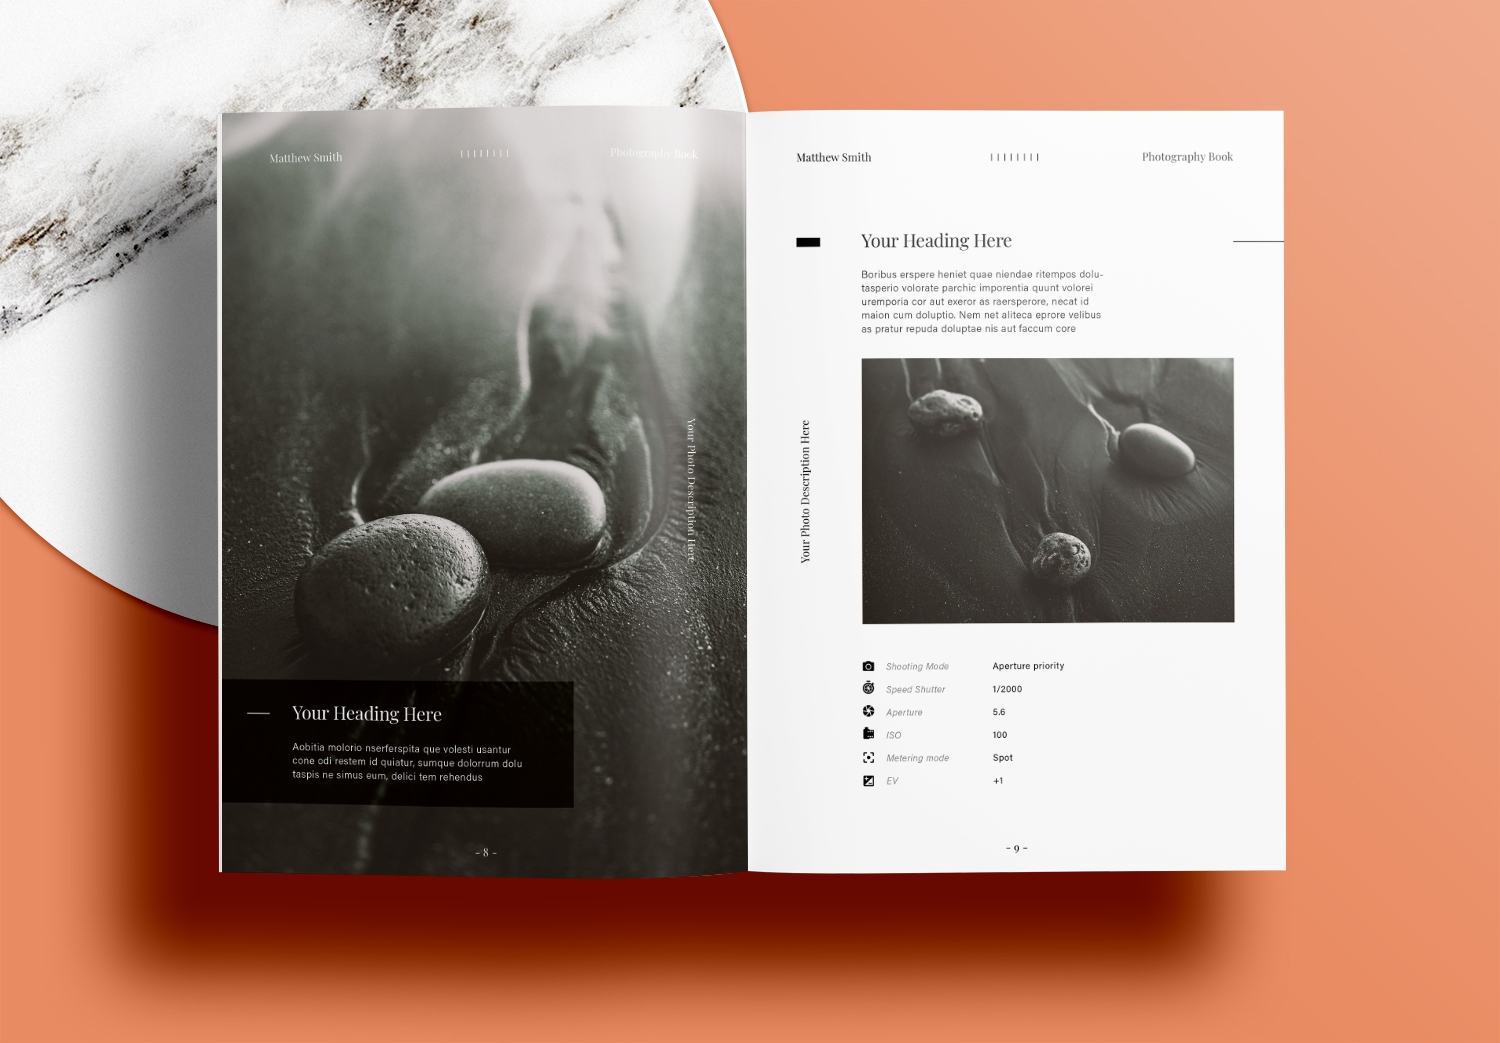 Matthew Smith
Photography Book
Your Photo Description Here
Your Heading Here
Aobitia molorio nserferspita que volesti usantur
cone odi restem id quiatur, sumque dolorrum dolu
taspis ne simus eum, delici tem rehendus
- 8 -
Matthew Smith
Photography Book
Your Heading Here
Boribus erspere heniet quae niendae ritempos dolu-
tasperio volorate parchic imporentia quunt volorei
uremporia cor aut exeror as raersperore, necat id
maion cum doluptio. Nem net aliteca eprore velibus
as pratur repuda doluptae nis aut faccum core
Your Photo Description Here
Shooting Mode Aperture priority
Speed Shutter 1/2000
Aperture 5.6
ISO 100
Metering mode Spot
EV +1
- 9 -